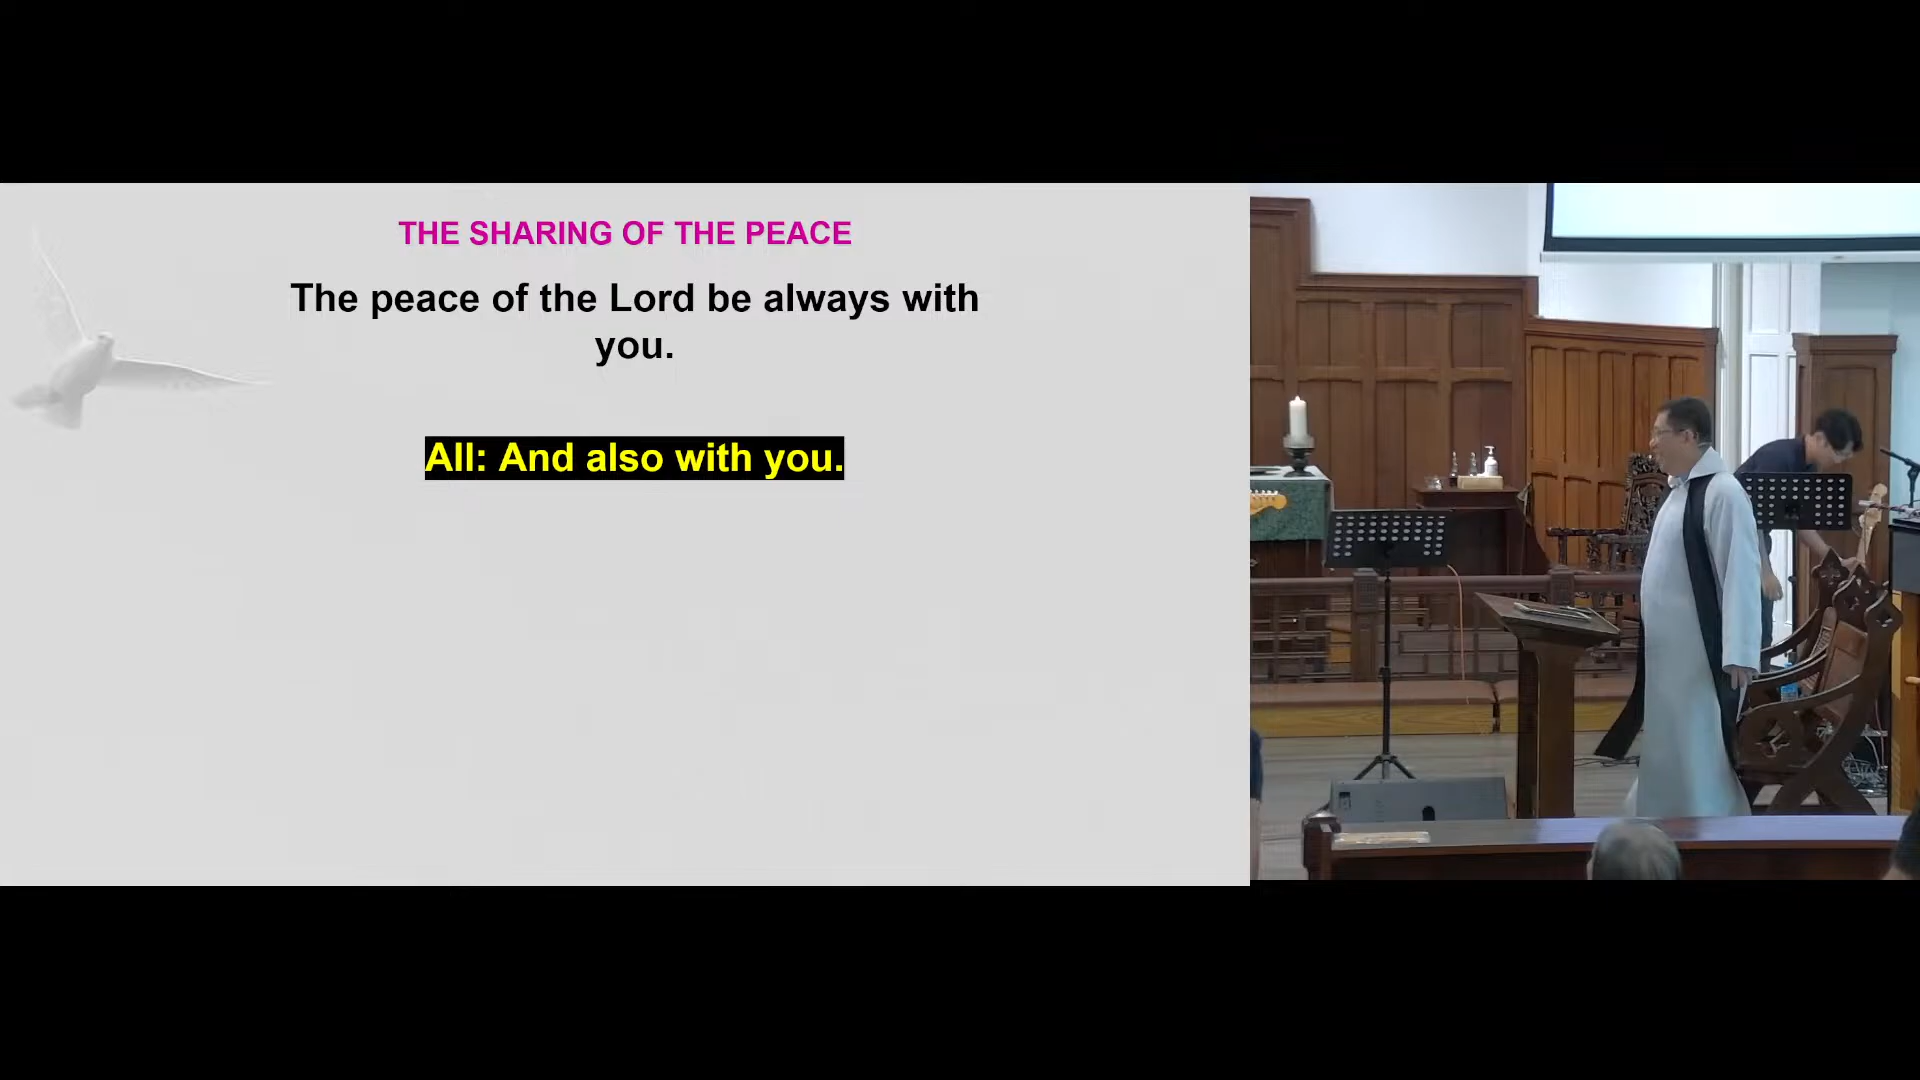 THE SHARING OF THE PEACE
The peace of the Lord be always with
you.
All: And also with you.